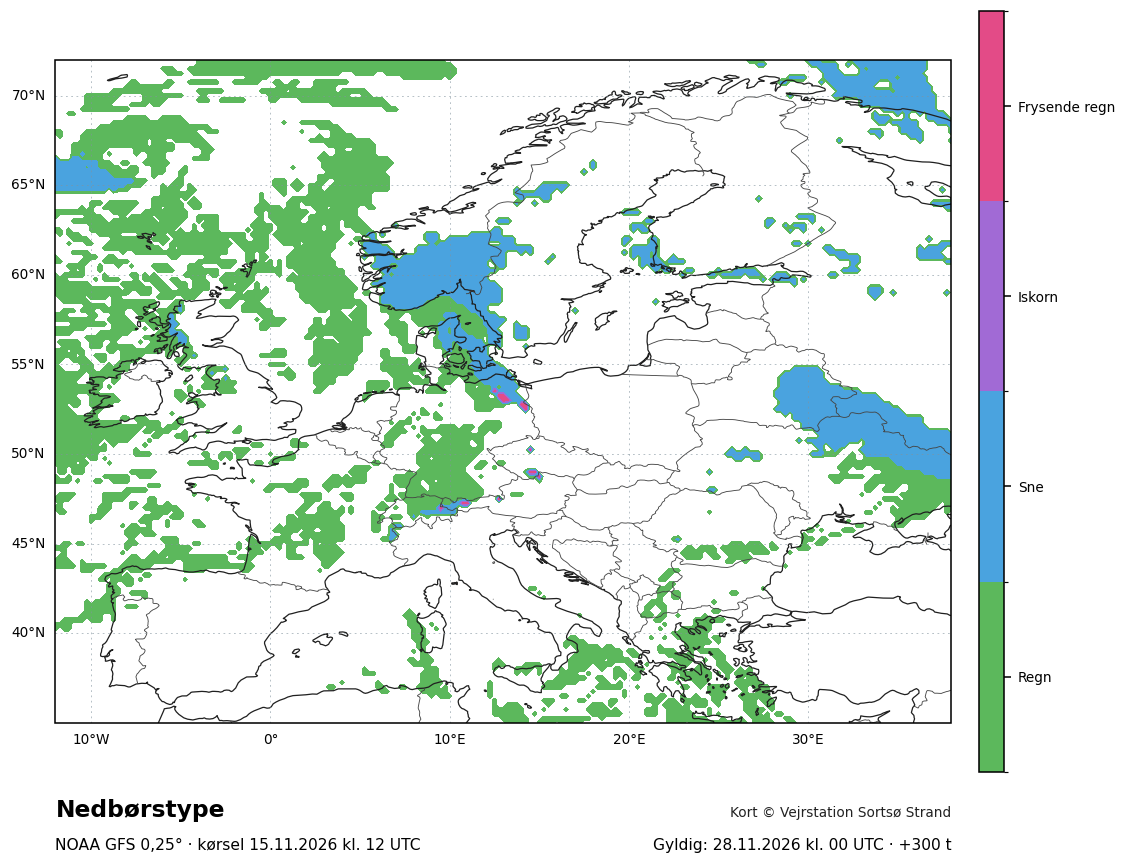 70°N
65°N
60°N
55°N
50°N
45°N
40°N
10°W
0°
10°E
20°E
30°E
Frysende regn
Iskorn
Sne
Regn
Nedbørstype
Kort © Vejrstation Sortsø Strand
NOAA GFS 0,25° · kørsel 15.11.2026 kl. 12 UTC
Gyldig: 28.11.2026 kl. 00 UTC · +300 t